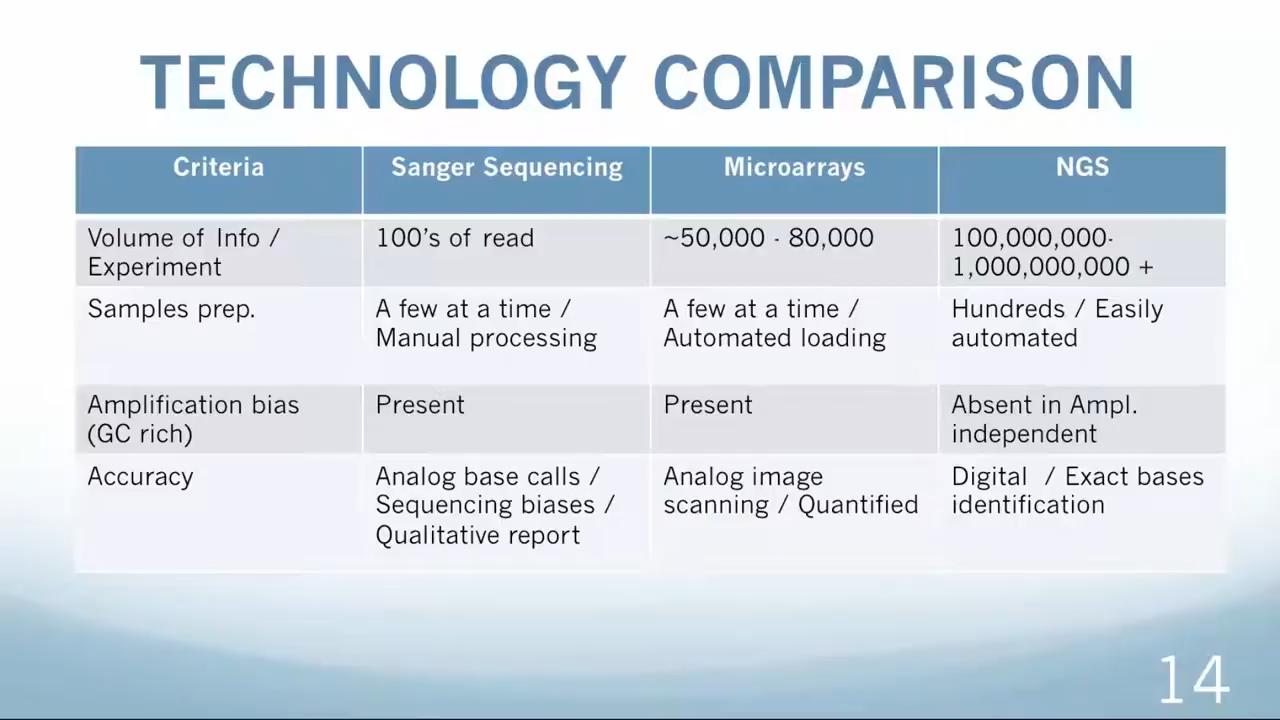 TECHNOLOGY COMPARISON
Criteria
Sanger Sequencing
Microarrays
NGS
Volume of Info /
Experiment
100's of read
~50,000 - 80,000
100,000,000-
1,000,000,000 +
Samples prep.
A few at a time /
Manual processing
A few at a time /
Automated loading
Hundreds / Easily
automated
Amplification bias
(GC rich)
Present
Present
Absent in Ampl.
independent
Accuracy
Analog base calls /
Sequencing biases /
Qualitative report
Analog image
scanning / Quantified
Digital / Exact bases
identification
14